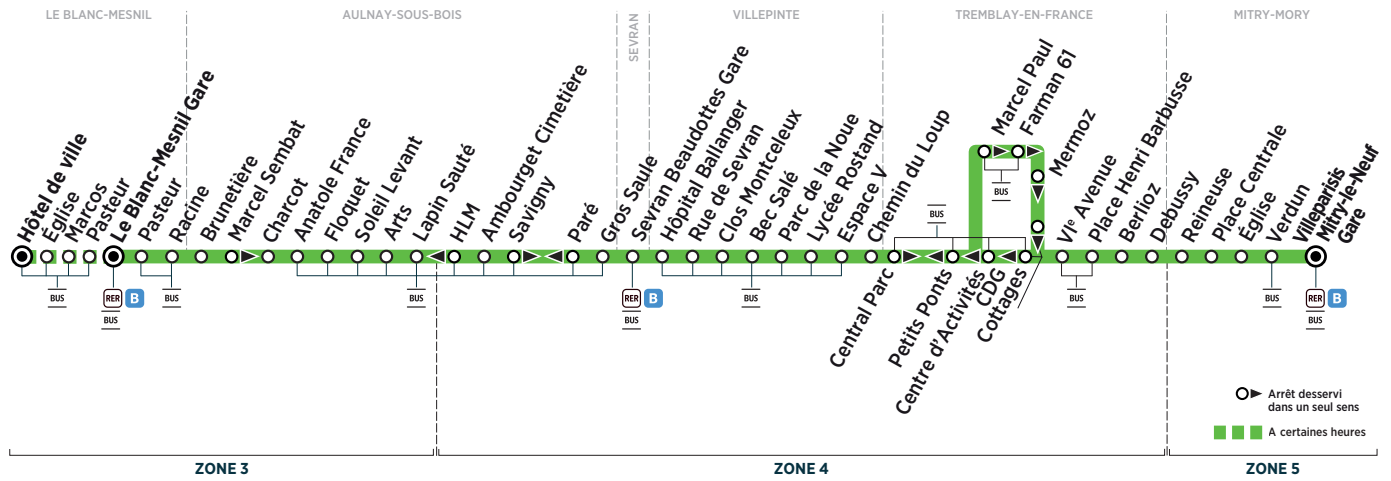 LE BLANC-MESNIL
AULNAY-SOUS-BOIS
SEVRAN
VILLEPINTE
TREMBLAY-EN-FRANCE
MITRY-MORY
Hôtel de ville
Église
Marcos
Pasteur
Le Blanc-Mesnil Gare
Pasteur
Racine
Brunetière
Marcel Sembat
Charcot
Anatole France
Floquet
Soleil Levant
Arts
Lapin Sauté
HLM
Ambourget Cimetière
Savigny
Paré
Gros Saule
Sevran Beaudottes Gare
Hôpital Ballanger
Rue de Sevran
Clos Montceleux
Bec Salé
Parc de la Noue
Lycée Rostand
Espace V
Chemin du Loup
Central Parc
Petits Ponts
Centre d'Activités
CDG
Cottages
Marcel Paul
Farman 61
Mermoz
VIe Avenue
Place Henri Barbusse
Berlioz
Debussy
Reineuse
Place Centrale
Église
Verdun
Villeparisis
Mitry-le-Neuf
Gare
BUS
RER B
BUS
BUS
BUS
RER B
BUS
BUS
BUS
BUS
BUS
BUS
RER B
BUS
Arrêt desservi
dans un seul sens
A certaines heures
ZONE 3
ZONE 4
ZONE 5